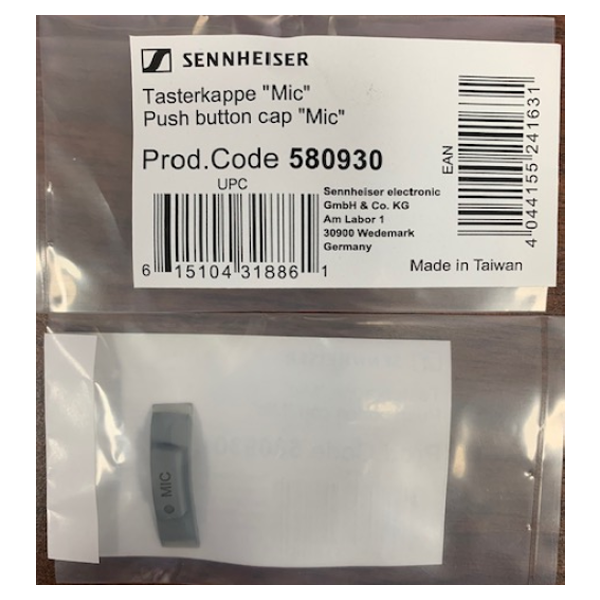 SENNHEISER
Tasterkappe "Mic"
Push button cap "Mic"
Prod.Code 580930
UPC
6 15104 31886 1
Sennheiser electronic
GmbH & Co. KG
Am Labor 1
30900 Wedemark
Germany
EAN
4 044155 241631
Made in Taiwan
MIC